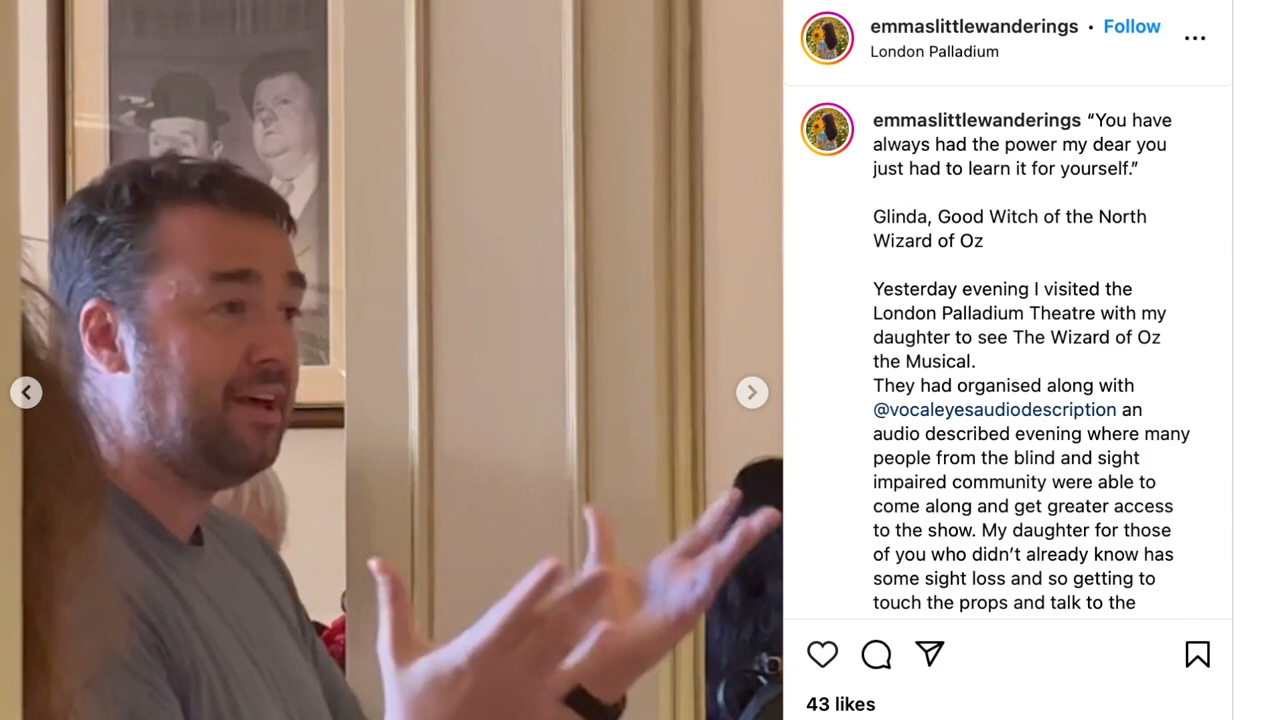 emmaslittlewanderings • Follow
London Palladium
emmaslittlewanderings “You have
always had the power my dear you
just had to learn it for yourself.”
Glinda, Good Witch of the North
Wizard of Oz
Yesterday evening I visited the
London Palladium Theatre with my
daughter to see The Wizard of Oz
the Musical.
They had organised along with
@vocaleyesaudiodescription an
audio described evening where many
people from the blind and sight
impaired community were able to
come along and get greater access
to the show. My daughter for those
of you who didn’t already know has
some sight loss and so getting to
touch the props and talk to the
43 likes